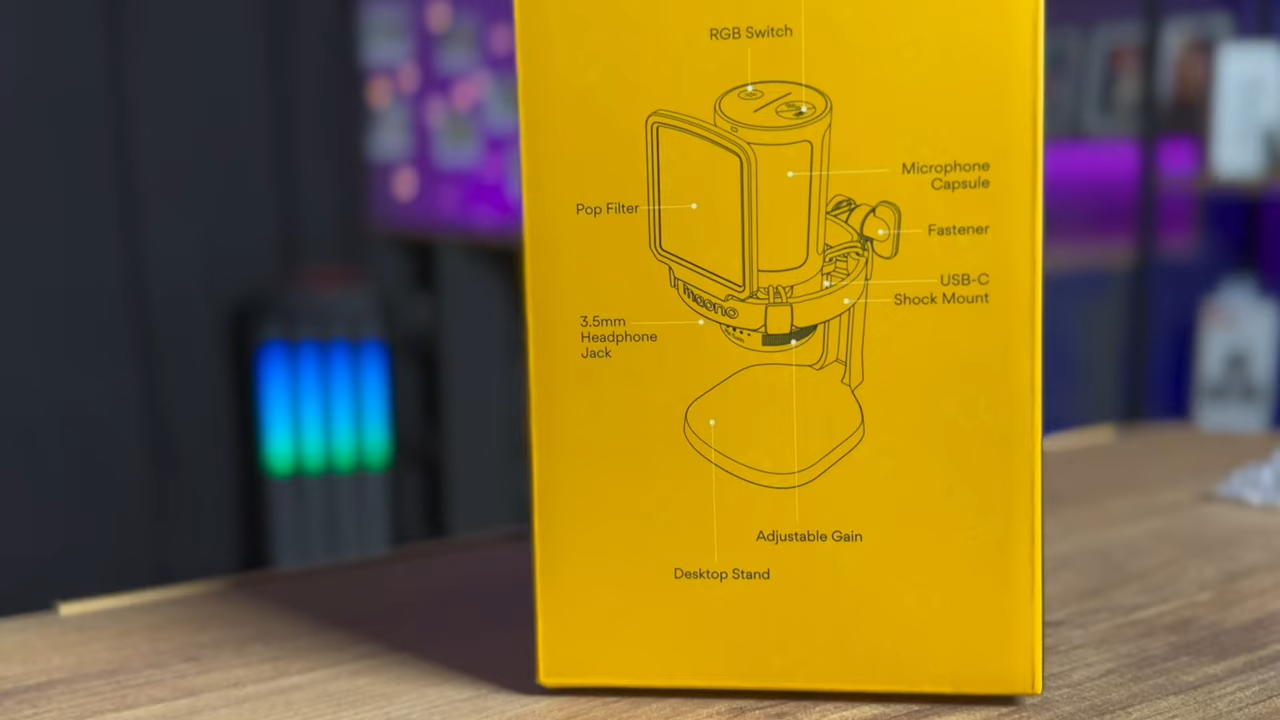 RGB Switch
Microphone
Capsule
Pop Filter
Fastener
USB-C
Shock Mount
maono
3.5mm
Headphone
Jack
Adjustable Gain
Desktop Stand